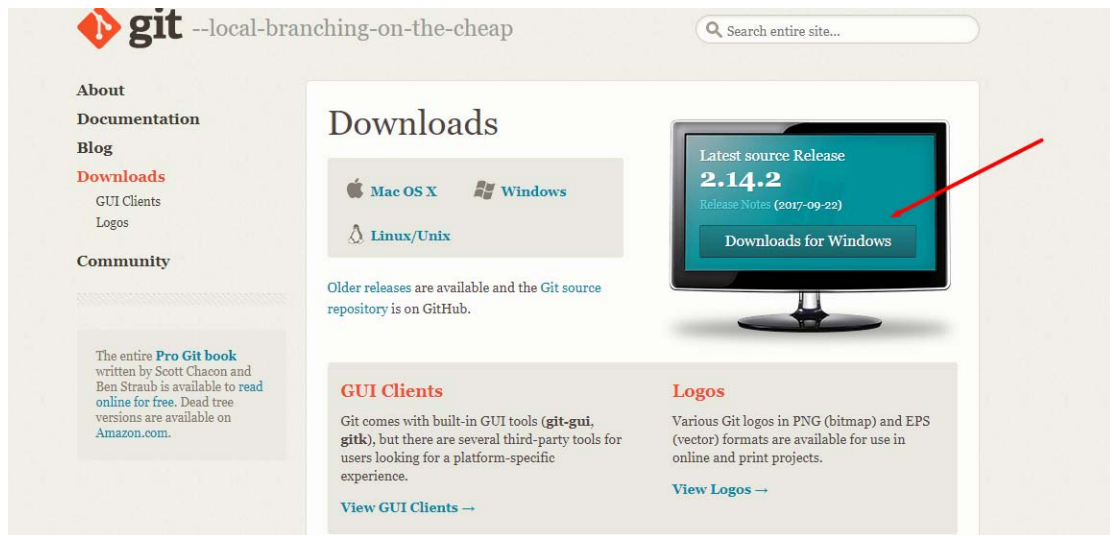 git --local-branching-on-the-cheap
Search entire site...
About
Documentation
Blog
Downloads
GUI Clients
Logos
Community
The entire Pro Git book
written by Scott Chacon and
Ben Straub is available to read
online for free. Dead tree
versions are available on
Amazon.com.
Downloads
Mac OS X
Windows
Linux/Unix
Older releases are available and the Git source
repository is on GitHub.
Latest source Release
2.14.2
Release Notes (2017-09-22)
Downloads for Windows
GUI Clients
Git comes with built-in GUI tools (git-gui,
gitk), but there are several third-party tools for
users looking for a platform-specific
experience.
View GUI Clients →
Logos
Various Git logos in PNG (bitmap) and EPS
(vector) formats are available for use in
online and print projects.
View Logos →